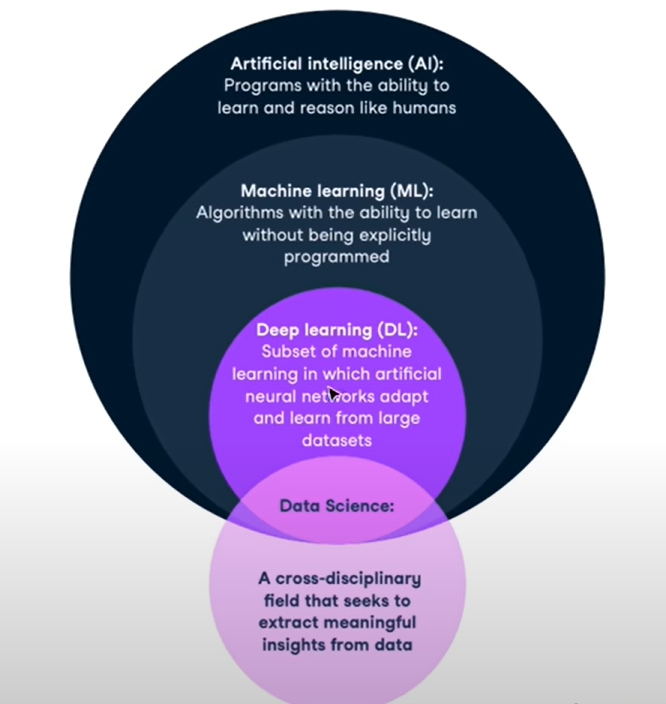 Artificial intelligence (AI):
Programs with the ability to
learn and reason like humans
Machine learning (ML):
Algorithms with the ability to learn
without being explicitly
programmed
Deep learning (DL):
Subset of machine
learning in which artificial
neural networks adapt
and learn from large
datasets
Data Science:
A cross-disciplinary
field that seeks to
extract meaningful
insights from data